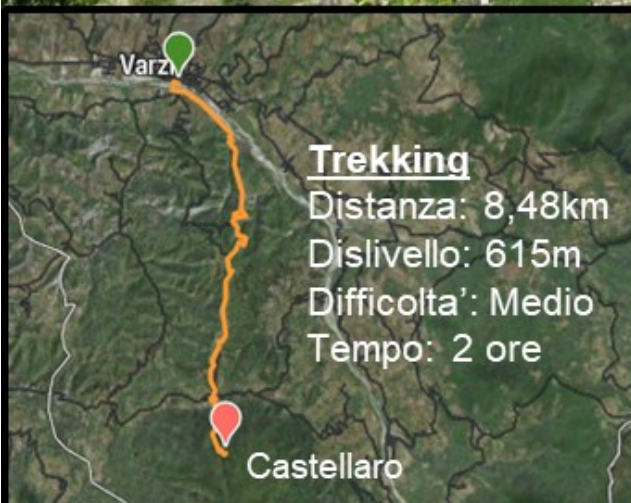 Varzi
Trekking
Distanza: 8,48km
Dislivello: 615m
Difficolta’: Medio
Tempo: 2 ore
Castellaro